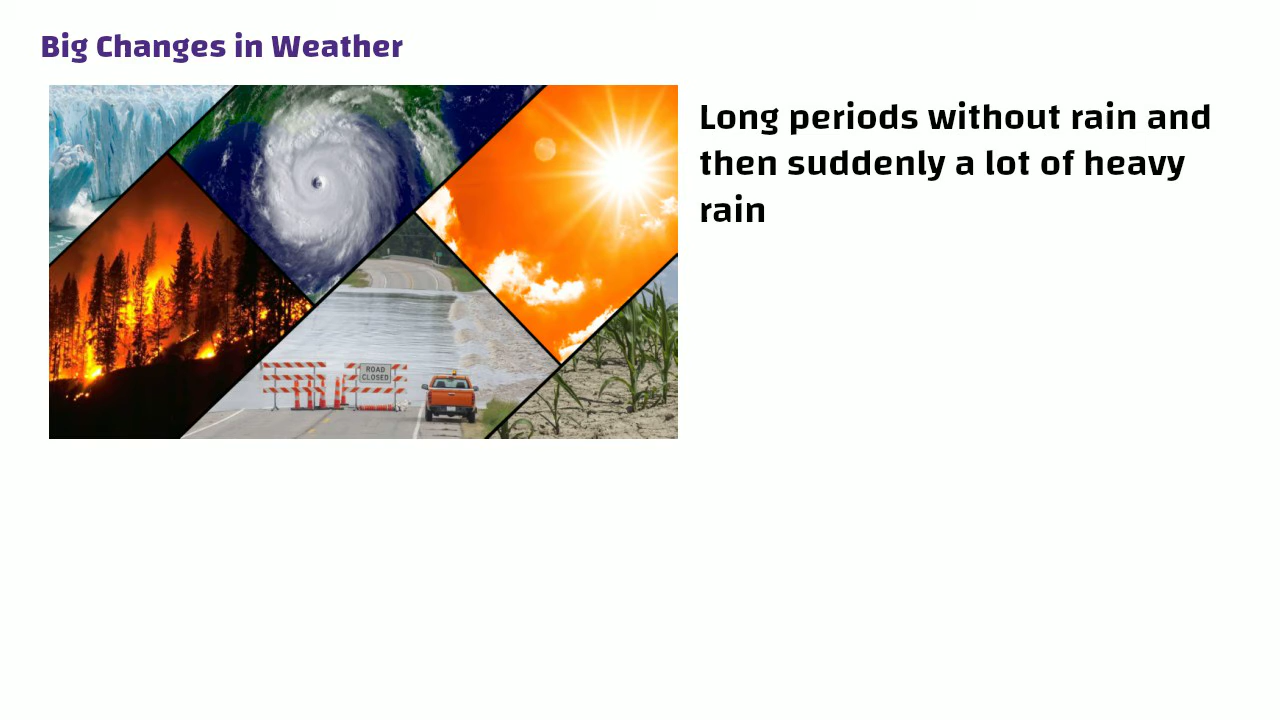 Big Changes in Weather
Long periods without rain and
then suddenly a lot of heavy
rain
ROAD
CLOSED